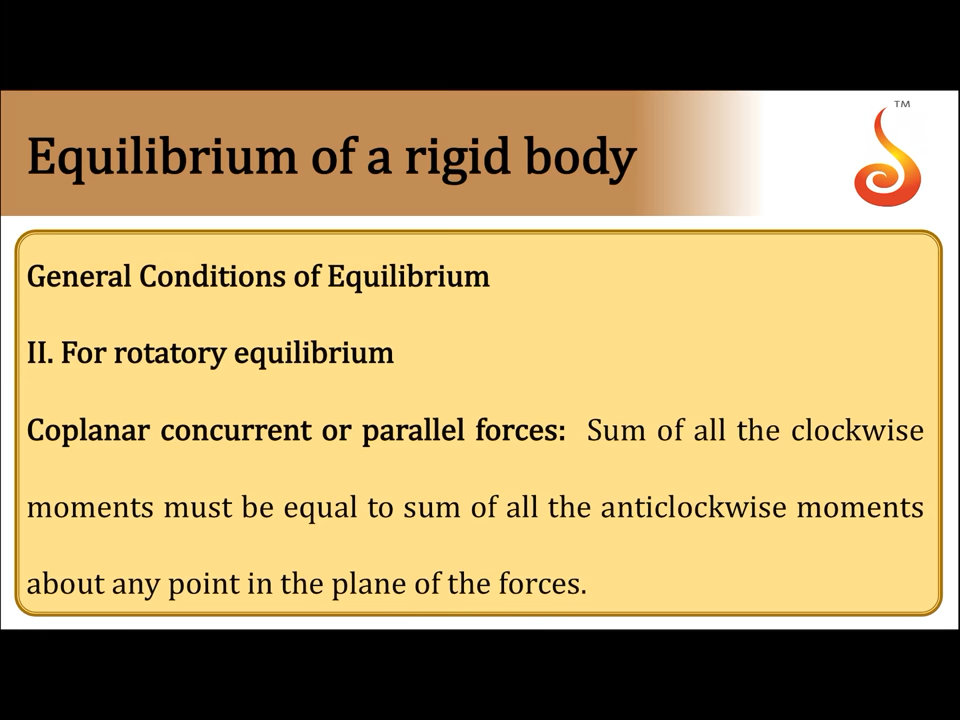 TM
Equilibrium of a rigid body
General Conditions of Equilibrium
II. For rotatory equilibrium
Coplanar concurrent or parallel forces: Sum of all the clockwise
moments must be equal to sum of all the anticlockwise moments
about any point in the plane of the forces.